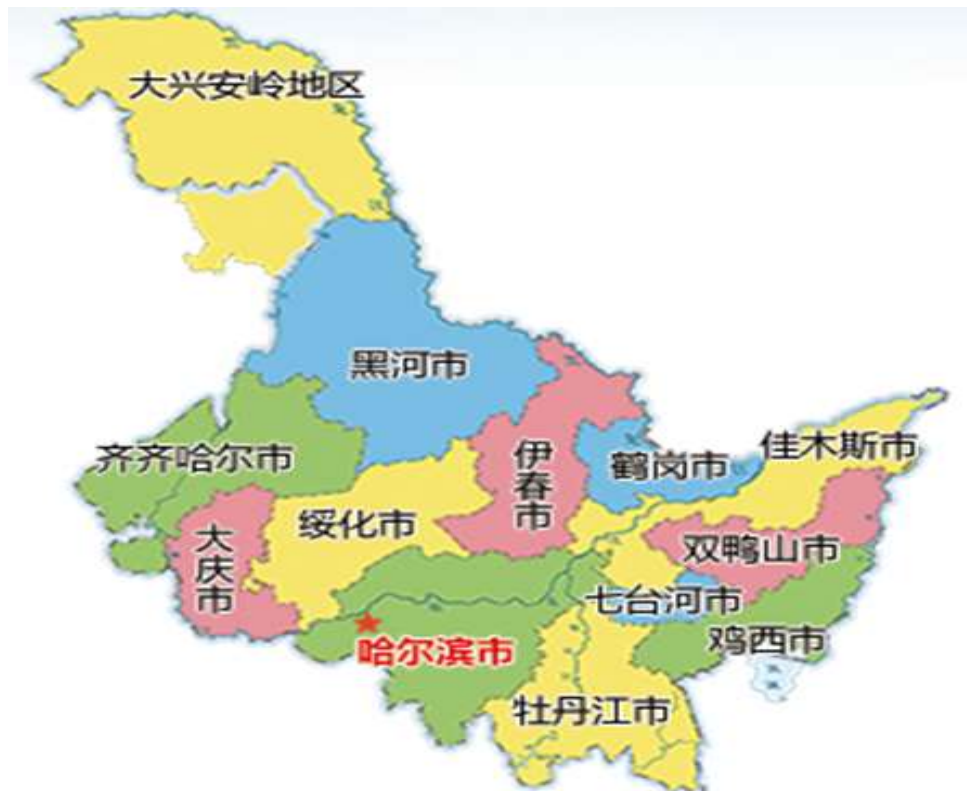 大兴安岭地区
黑河市
齐齐哈尔市
伊春市
鹤岗市
佳木斯市
绥化市
大庆市
双鸭山市
七台河市
鸡西市
哈尔滨市
牡丹江市